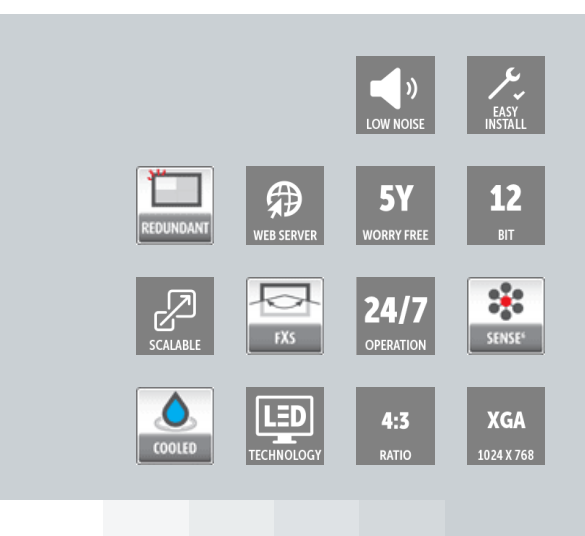 LOW NOISE
EASY
INSTALL
REDUNDANT
WEB SERVER
5Y
WORRY FREE
12
BIT
SCALABLE
FXS
24/7
OPERATION
SENSE⁶
COOLED
LED
TECHNOLOGY
4:3
RATIO
XGA
1024 X 768